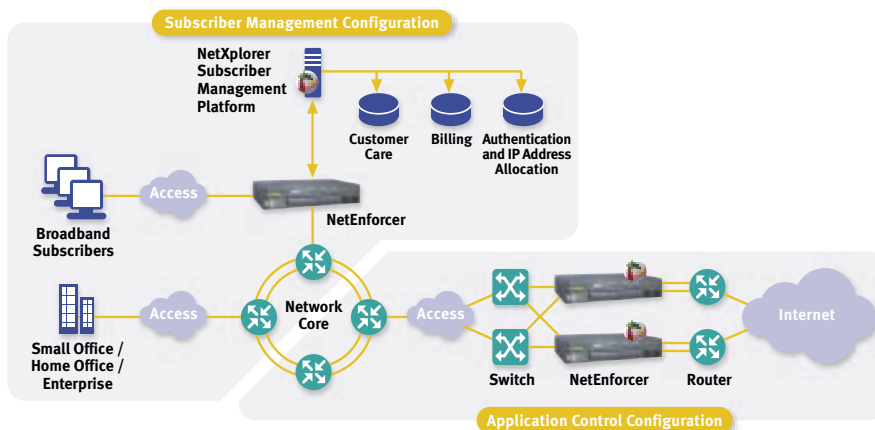 Subscriber Management Configuration
NetXplorer
Subscriber
Management
Platform
Customer
Care
Billing
Authentication
and IP Address
Allocation
Access
NetEnforcer
Broadband
Subscribers
Access
Network
Core
Small Office /
Home Office /
Enterprise
Access
Switch
NetEnforcer
Router
Internet
Application Control Configuration